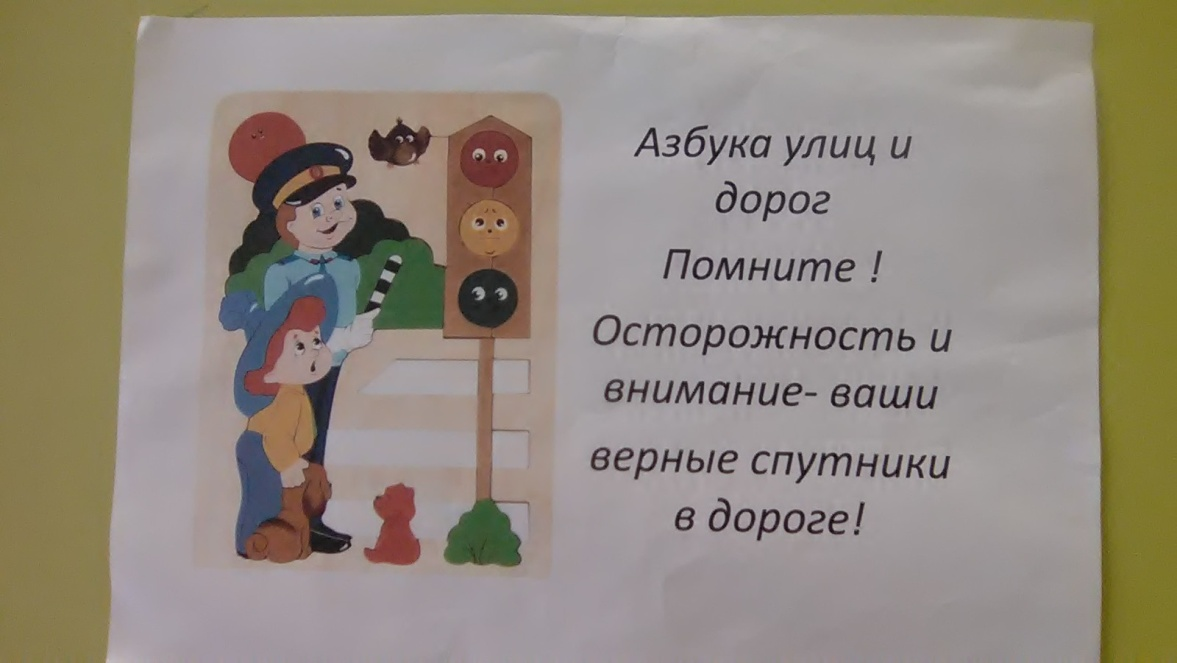 Азбука улиц и
дорог
Помните !
Осторожность и
внимание- ваши
верные спутники
в дороге!